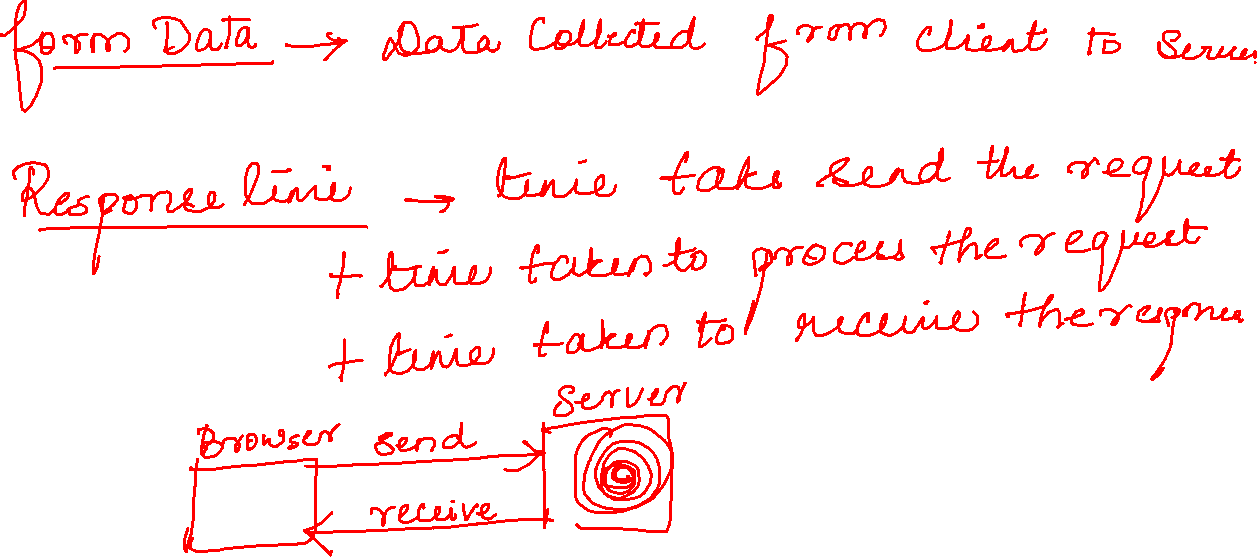 form Data → Data Collected from client to Server
Response time → time take send the request
+ time taken to process the request
+ time taken to receive the response
Server
Browser send
receive